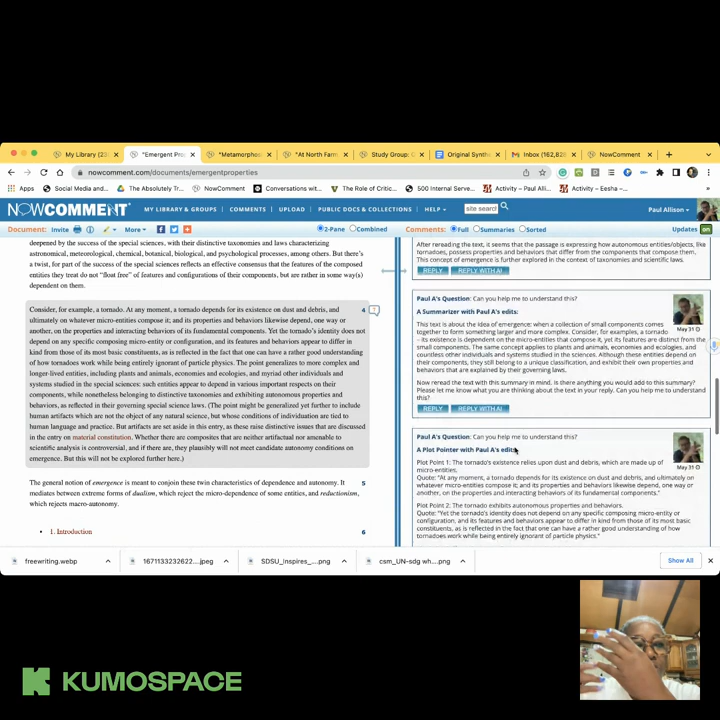 My Library (23
"Emergent Pro
"Metamorphos
"At North Farm
Study Group: C
Original Synthe
Inbox (162,828
NowComment
nowcomment.com/documents/emergentproperties
Apps
Social Media and...
The Absolutely Tr...
NowComment
Conversations wit...
The Role of Critic...
500 Internal Serve...
Activity – Paul Alli...
Activity – Eesha –...
NOWCOMMENT
MY LIBRARY & GROUPS
COMMENTS
UPLOAD
PUBLIC DOCS & COLLECTIONS
HELP
site search
Paul Allison
Document:
Invite
More
2-Pane
Combined
Comments:
Full
Summaries
Sorted
Updates
on
deepened by the success of the special sciences, with their distinctive taxonomies and laws characterizing
astronomical, meteorological, chemical, botanical, biological, and psychological processes, among others. But there's
a twist, for part of the success of the special sciences reflects an effective consensus that the features of the composed
entities they treat do not "float free" of features and configurations of their components, but are rather in some way(s)
dependent on them.
Consider, for example, a tornado. At any moment, a tornado depends for its existence on dust and debris, and
4
ultimately on whatever micro-entities compose it; and its properties and behaviors likewise depend, one way or
another, on the properties and interacting behaviors of its fundamental components. Yet the tornado's identity does not
depend on any specific composing micro-entity or configuration, and its features and behaviors appear to differ in
kind from those of its most basic constituents, as is reflected in the fact that one can have a rather good understanding
of how tornadoes work while being entirely ignorant of particle physics. The point generalizes to more complex and
longer-lived entities, including plants and animals, economies and ecologies, and myriad other individuals and
systems studied in the special sciences: such entities appear to depend in various important respects on their
components, while nonetheless belonging to distinctive taxonomies and exhibiting autonomous properties and
behaviors, as reflected in their governing special science laws. (The point might be generalized yet further to include
human artifacts which are not the object of any natural science, but whose conditions of individuation are tied to
human language and practice. But artifacts are set aside in this entry, as these raise distinctive issues that are discussed
in the entry on material constitution. Whether there are composites that are neither artifactual nor amenable to
scientific analysis is controversial, and if there are, they plausibly will not meet candidate autonomy conditions on
emergence. But this will not be explored further here.)
The general notion of emergence is meant to conjoin these twin characteristics of dependence and autonomy. It
5
mediates between extreme forms of dualism, which reject the micro-dependence of some entities, and reductionism,
which rejects macro-autonomy.
1. Introduction
6
After rereading the text, it seems that the passage is expressing how autonomous entities/objects, like
tornadoes, possess properties and behaviors that differ from the components that compose them.
This concept of emergence is further explored in the context of taxonomies and scientific laws.
REPLY
REPLY WITH AI
Paul A's Question: Can you help me to understand this?
A Summarizer with Paul A's edits:
This text is about the idea of emergence: when a collection of small components comes
together to form something larger and more complex. Consider, for example, a tornado
– its existence is dependent on the micro-entities that compose it, yet its features are distinct from the
small components. The same concept applies to plants and animals, economies and ecologies, and
countless other individuals and systems studied in the sciences. Although these entities depend on
their components, they still belong to a unique classification, and exhibit their own properties and
behaviors that are explained by their governing laws.
Now reread the text with this summary in mind. Is there anything you would add to this summary?
Please let me know what you are thinking about the text in your reply. Can you help me to understand
this?
May 31
REPLY
REPLY WITH AI
Paul A's Question: Can you help me to understand this?
A Plot Pointer with Paul A's edits:
Plot Point 1: The tornado's existence relies upon dust and debris, which are made up of
micro-entities.
Quote: "At any moment, a tornado depends for its existence on dust and debris, and ultimately on
whatever micro-entities compose it; and its properties and behaviors likewise depend, one way or
another, on the properties and interacting behaviors of its fundamental components."
Plot Point 2: The tornado exhibits autonomous properties and behaviors.
Quote: "Yet the tornado's identity does not depend on any specific composing micro-entity or
configuration, and its features and behaviors appear to differ in kind from those of its most basic
constituents, as is reflected in the fact that one can have a rather good understanding of how
tornadoes work while being entirely ignorant of particle physics."
May 31
freewriting.webp
1671133232622....jpeg
SDSU_Inspires_....png
csm_UN-sdg wh....png
Show All
KUMOSPACE